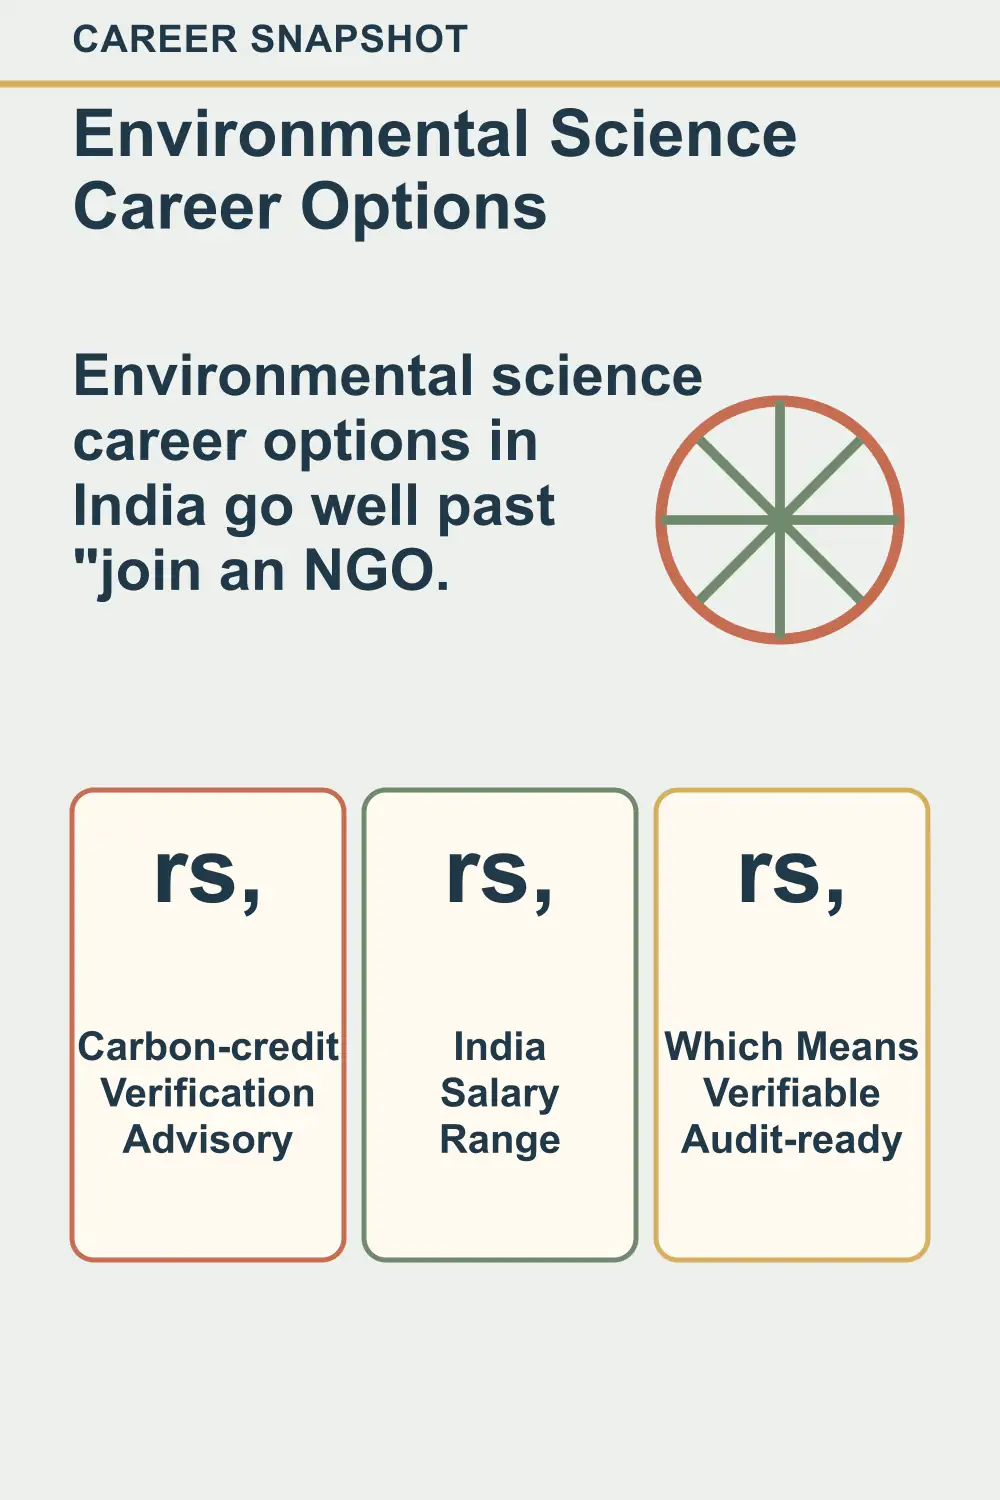 CAREER SNAPSHOT
Environmental Science
Career Options
Environmental science
career options in
India go well past
"join an NGO.
rs,
Carbon-credit
Verification
Advisory
rs,
India
Salary
Range
rs,
Which Means
Verifiable
Audit-ready